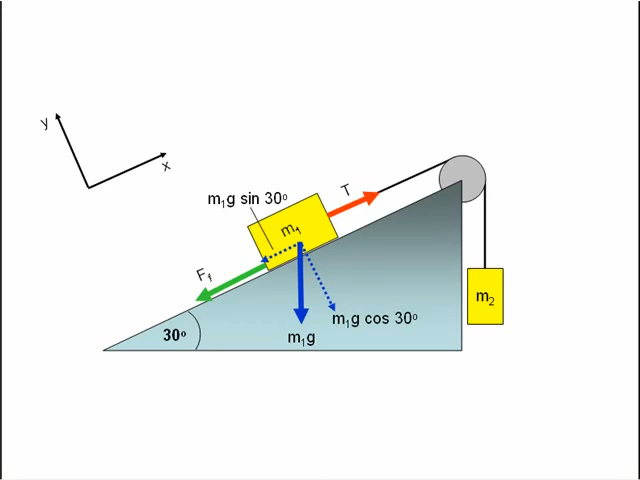 y
x
m₁g sin 30º
T
m₁
Ff
m₂
m₁g cos 30º
30º
m₁g